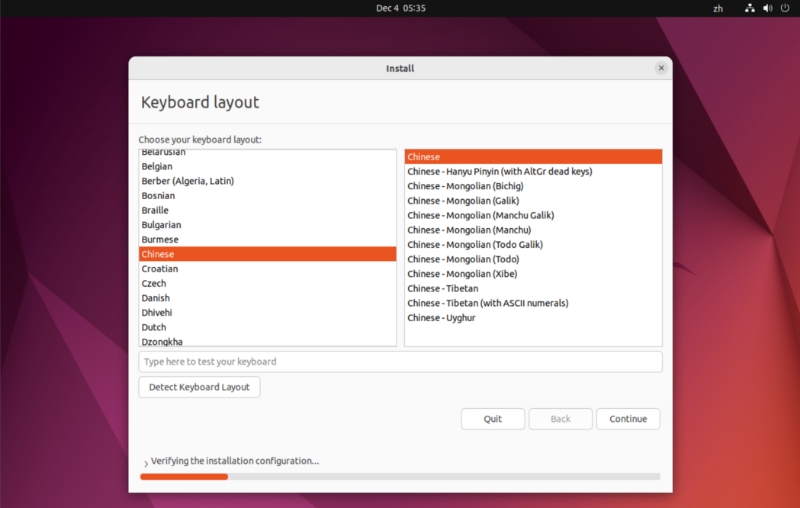 Dec 4 05:35
zh
Install
Keyboard layout
Choose your keyboard layout:
Belarusian
Belgian
Berber (Algeria, Latin)
Bosnian
Braille
Bulgarian
Burmese
Chinese
Croatian
Czech
Danish
Dhivehi
Dutch
Dzongkha
Chinese
Chinese - Hanyu Pinyin (with AltGr dead keys)
Chinese - Mongolian (Bichig)
Chinese - Mongolian (Galik)
Chinese - Mongolian (Manchu Galik)
Chinese - Mongolian (Manchu)
Chinese - Mongolian (Todo Galik)
Chinese - Mongolian (Todo)
Chinese - Mongolian (Xibe)
Chinese - Tibetan
Chinese - Tibetan (with ASCII numerals)
Chinese - Uyghur
Type here to test your keyboard
Detect Keyboard Layout
Quit
Back
Continue
Verifying the installation configuration...